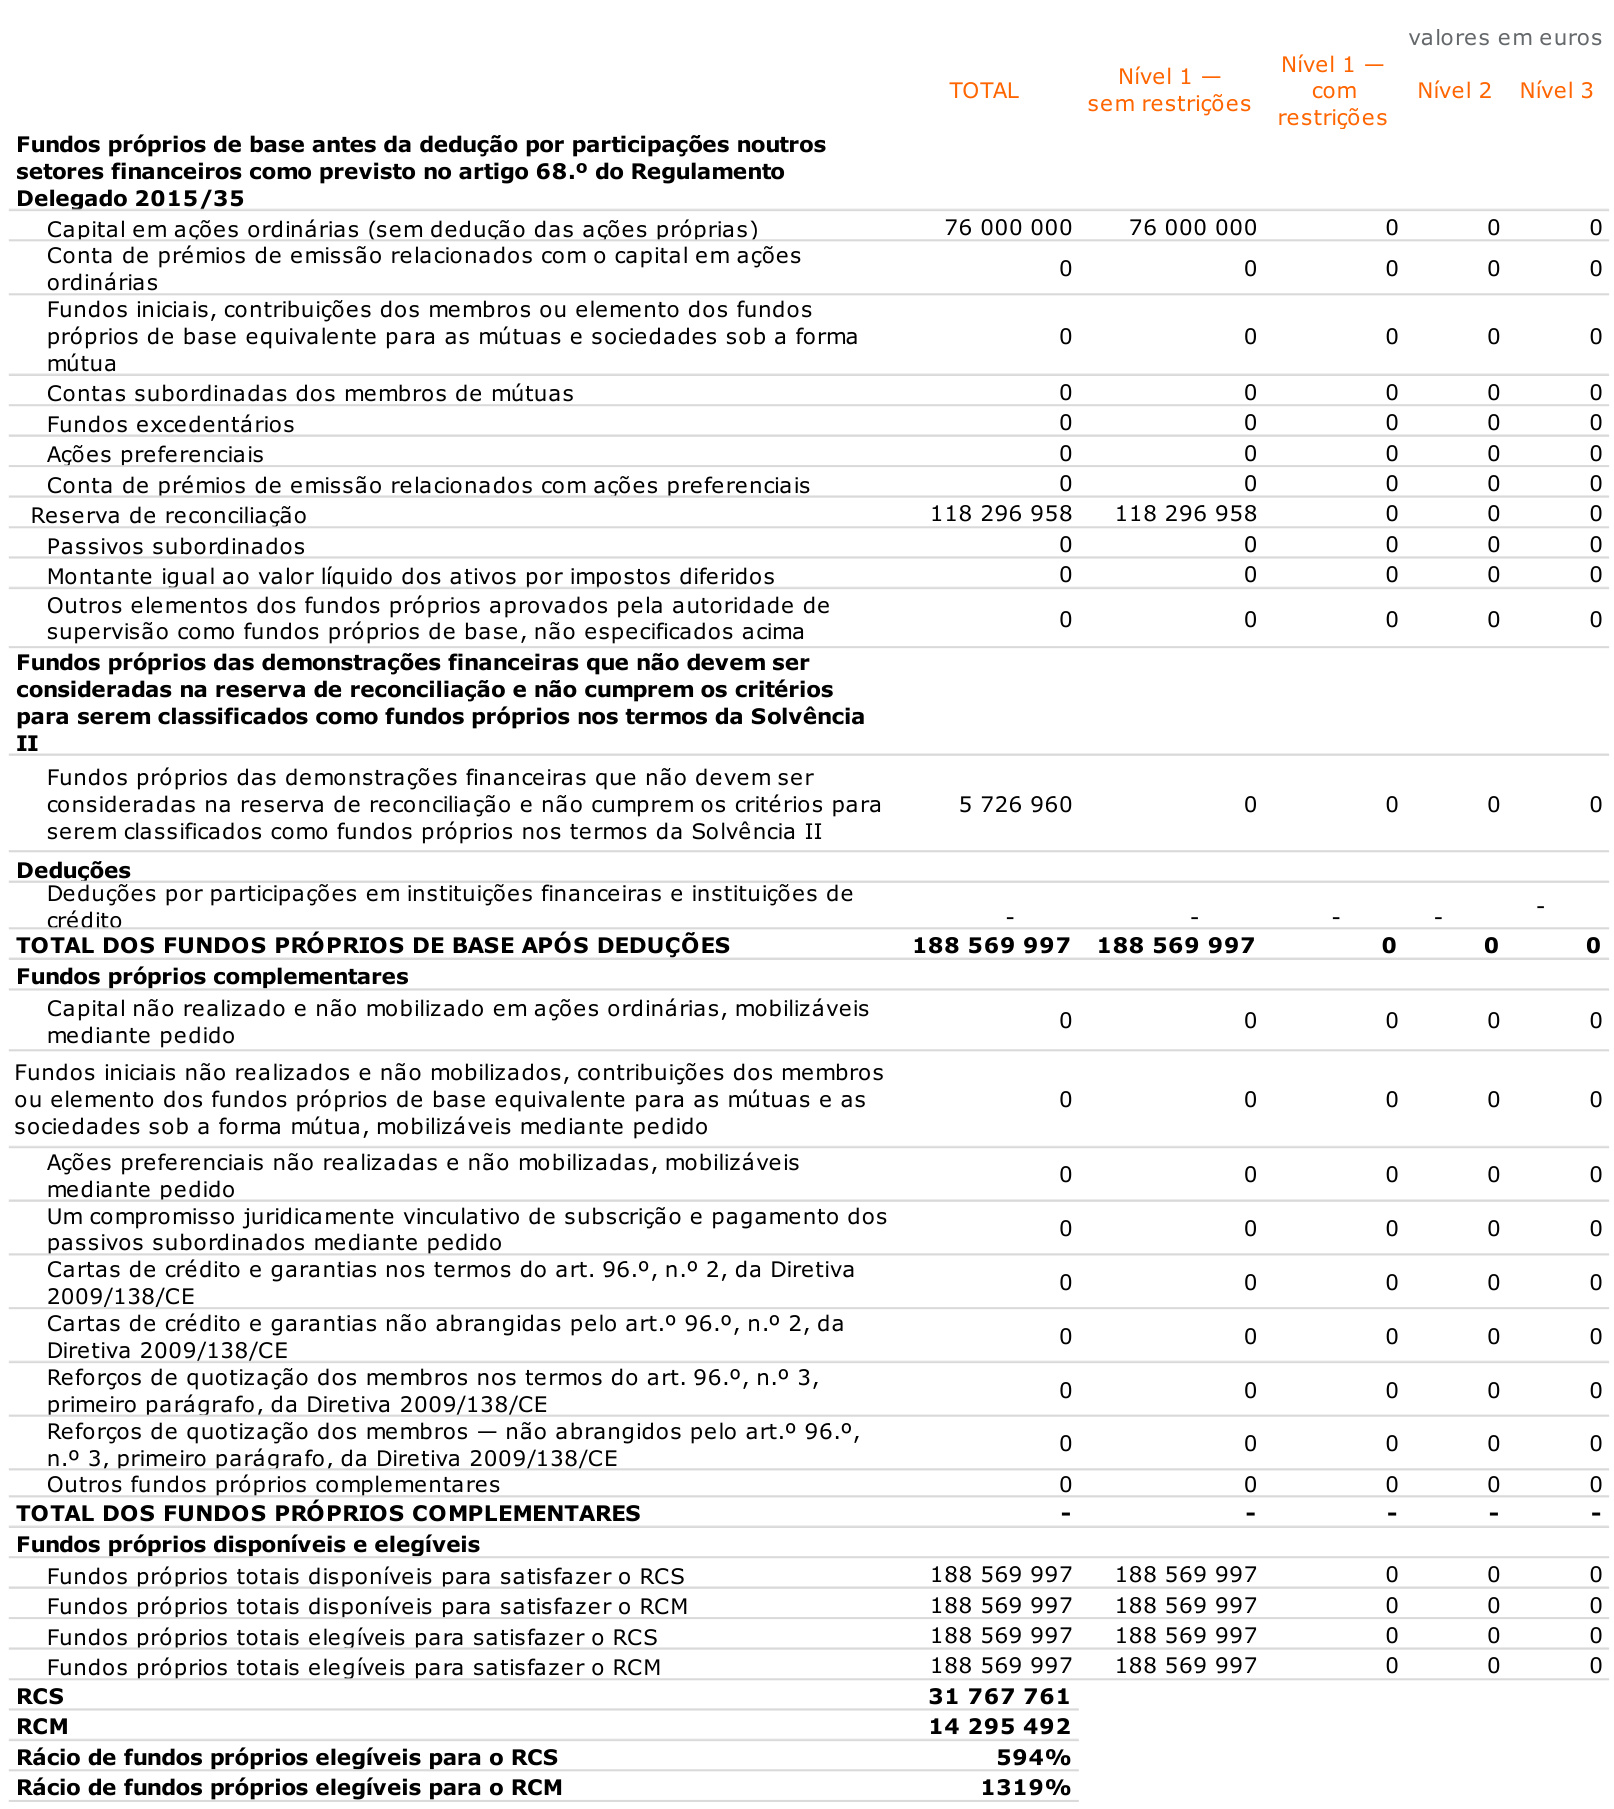 valores em euros
TOTAL
Nível 1 —
sem restrições
Nível 1 —
com
restrições
Nível 2
Nível 3
Fundos próprios de base antes da dedução por participações noutros
setores financeiros como previsto no artigo 68.º do Regulamento
Delegado 2015/35
Capital em ações ordinárias (sem dedução das ações próprias) 76 000 000 76 000 000 0 0 0
Conta de prémios de emissão relacionados com o capital em ações
ordinárias
0 0 0 0 0
Fundos iniciais, contribuições dos membros ou elemento dos fundos
próprios de base equivalente para as mútuas e sociedades sob a forma
mútua
0 0 0 0 0
Contas subordinadas dos membros de mútuas 0 0 0 0 0
Fundos excedentários 0 0 0 0 0
Ações preferenciais 0 0 0 0 0
Conta de prémios de emissão relacionados com ações preferenciais 0 0 0 0 0
Reserva de reconciliação 118 296 958 118 296 958 0 0 0
Passivos subordinados 0 0 0 0 0
Montante igual ao valor líquido dos ativos por impostos diferidos 0 0 0 0 0
Outros elementos dos fundos próprios aprovados pela autoridade de
supervisão como fundos próprios de base, não especificados acima
0 0 0 0 0
Fundos próprios das demonstrações financeiras que não devem ser
consideradas na reserva de reconciliação e não cumprem os critérios
para serem classificados como fundos próprios nos termos da Solvência
II
Fundos próprios das demonstrações financeiras que não devem ser
consideradas na reserva de reconciliação e não cumprem os critérios para
serem classificados como fundos próprios nos termos da Solvência II
5 726 960 0 0 0 0
Deduções
Deduções por participações em instituições financeiras e instituições de
crédito
- - - - -
TOTAL DOS FUNDOS PRÓPRIOS DE BASE APÓS DEDUÇÕES 188 569 997 188 569 997 0 0 0
Fundos próprios complementares
Capital não realizado e não mobilizado em ações ordinárias, mobilizáveis
mediante pedido
0 0 0 0 0
Fundos iniciais não realizados e não mobilizados, contribuições dos membros
ou elemento dos fundos próprios de base equivalente para as mútuas e as
sociedades sob a forma mútua, mobilizáveis mediante pedido
0 0 0 0 0
Ações preferenciais não realizadas e não mobilizadas, mobilizáveis
mediante pedido
0 0 0 0 0
Um compromisso juridicamente vinculativo de subscrição e pagamento dos
passivos subordinados mediante pedido
0 0 0 0 0
Cartas de crédito e garantias nos termos do art. 96.º, n.º 2, da Diretiva
2009/138/CE
0 0 0 0 0
Cartas de crédito e garantias não abrangidas pelo art.º 96.º, n.º 2, da
Diretiva 2009/138/CE
0 0 0 0 0
Reforços de quotização dos membros nos termos do art. 96.º, n.º 3,
primeiro parágrafo, da Diretiva 2009/138/CE
0 0 0 0 0
Reforços de quotização dos membros — não abrangidos pelo art.º 96.º,
n.º 3, primeiro parágrafo, da Diretiva 2009/138/CE
0 0 0 0 0
Outros fundos próprios complementares 0 0 0 0 0
TOTAL DOS FUNDOS PRÓPRIOS COMPLEMENTARES - - - - -
Fundos próprios disponíveis e elegíveis
Fundos próprios totais disponíveis para satisfazer o RCS 188 569 997 188 569 997 0 0 0
Fundos próprios totais disponíveis para satisfazer o RCM 188 569 997 188 569 997 0 0 0
Fundos próprios totais elegíveis para satisfazer o RCS 188 569 997 188 569 997 0 0 0
Fundos próprios totais elegíveis para satisfazer o RCM 188 569 997 188 569 997 0 0 0
RCS 31 767 761
RCM 14 295 492
Rácio de fundos próprios elegíveis para o RCS 594%
Rácio de fundos próprios elegíveis para o RCM 1319%